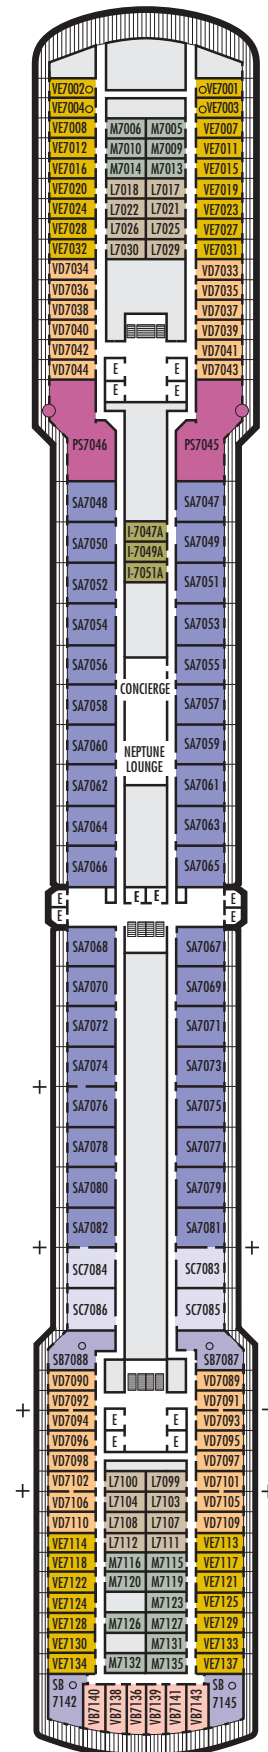 VE7002 VE7001
VE7004 VE7003
VE7008 M7006 M7005 VE7007
VE7012 M7010 M7009 VE7011
VE7016 M7014 M7013 VE7015
VE7020 L7018 L7017 VE7019
VE7024 L7022 L7021 VE7023
VE7028 L7026 L7025 VE7027
VE7032 L7030 L7029 VE7031
VD7034 VD7033
VD7036 VD7035
VD7038 VD7037
VD7040 VD7039
VD7042 VD7041
VD7044 E E VD7043
E E
PS7046 PS7045
SA7048 SA7047
I-7047A
SA7050 SA7049
I-7049A
I-7051A
SA7052 SA7051
SA7054 SA7053
SA7056 SA7055
CONCIERGE
SA7058 SA7057
SA7060 SA7059
NEPTUNE
LOUNGE
SA7062 SA7061
SA7064 SA7063
SA7066 SA7065
E E E E
E E
SA7068 SA7067
SA7070 SA7069
SA7072 SA7071
SA7074 SA7073
SA7076 SA7075
SA7078 SA7077
SA7080 SA7079
SA7082 SA7081
SC7084 SC7083
SC7086 SC7085
SB7088 SB7087
VD7090 VD7089
VD7092 VD7091
VD7094 E E VD7093
VD7096 E E VD7095
VD7098 VD7097
VD7102 L7100 L7099 VD7101
VD7106 L7104 L7103 VD7105
VD7110 L7108 L7107 VD7109
VE7114 L7112 L7111 VE7113
VE7118 M7116 M7115 VE7117
VE7122 M7120 M7119 VE7121
VE7124 M7123 VE7125
VE7128 M7126 M7127 VE7129
VE7130 M7131 VE7133
VE7134 M7132 M7135 VE7137
SB
7142
VB7140
VB7138
VB7136
VB7139
VB7141
VB7143
SB
7145